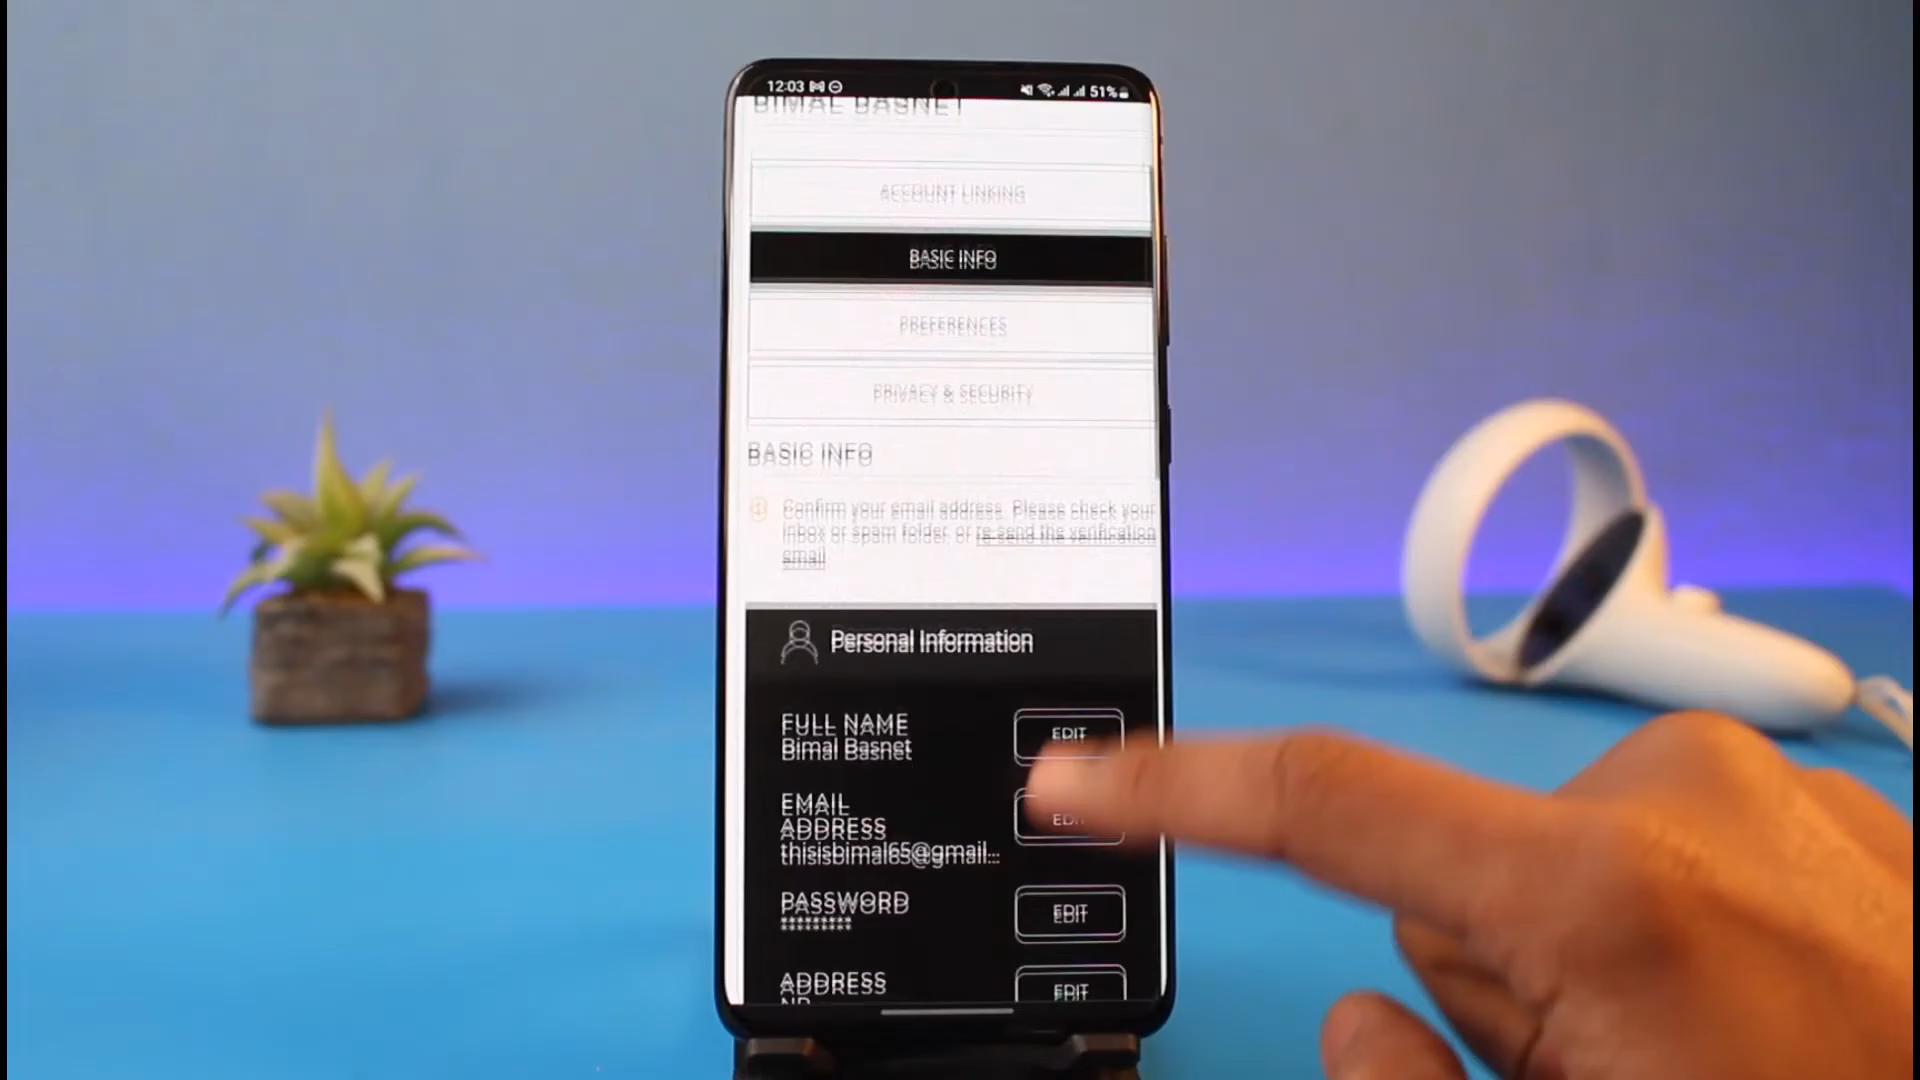 12:03
51%
BIMAL BASNET
ACCOUNT LINKING
BASIC INFO
PREFERENCES
PRIVACY & SECURITY
BASIC INFO
Confirm your email address. Please check your
inbox or spam folder, or re-send the verification
email
Personal Information
FULL NAME
Bimal Basnet
EDIT
EMAIL
ADDRESS
thisisbimal65@gmail...
EDIT
PASSWORD
*********
EDIT
ADDRESS
NP
EDIT